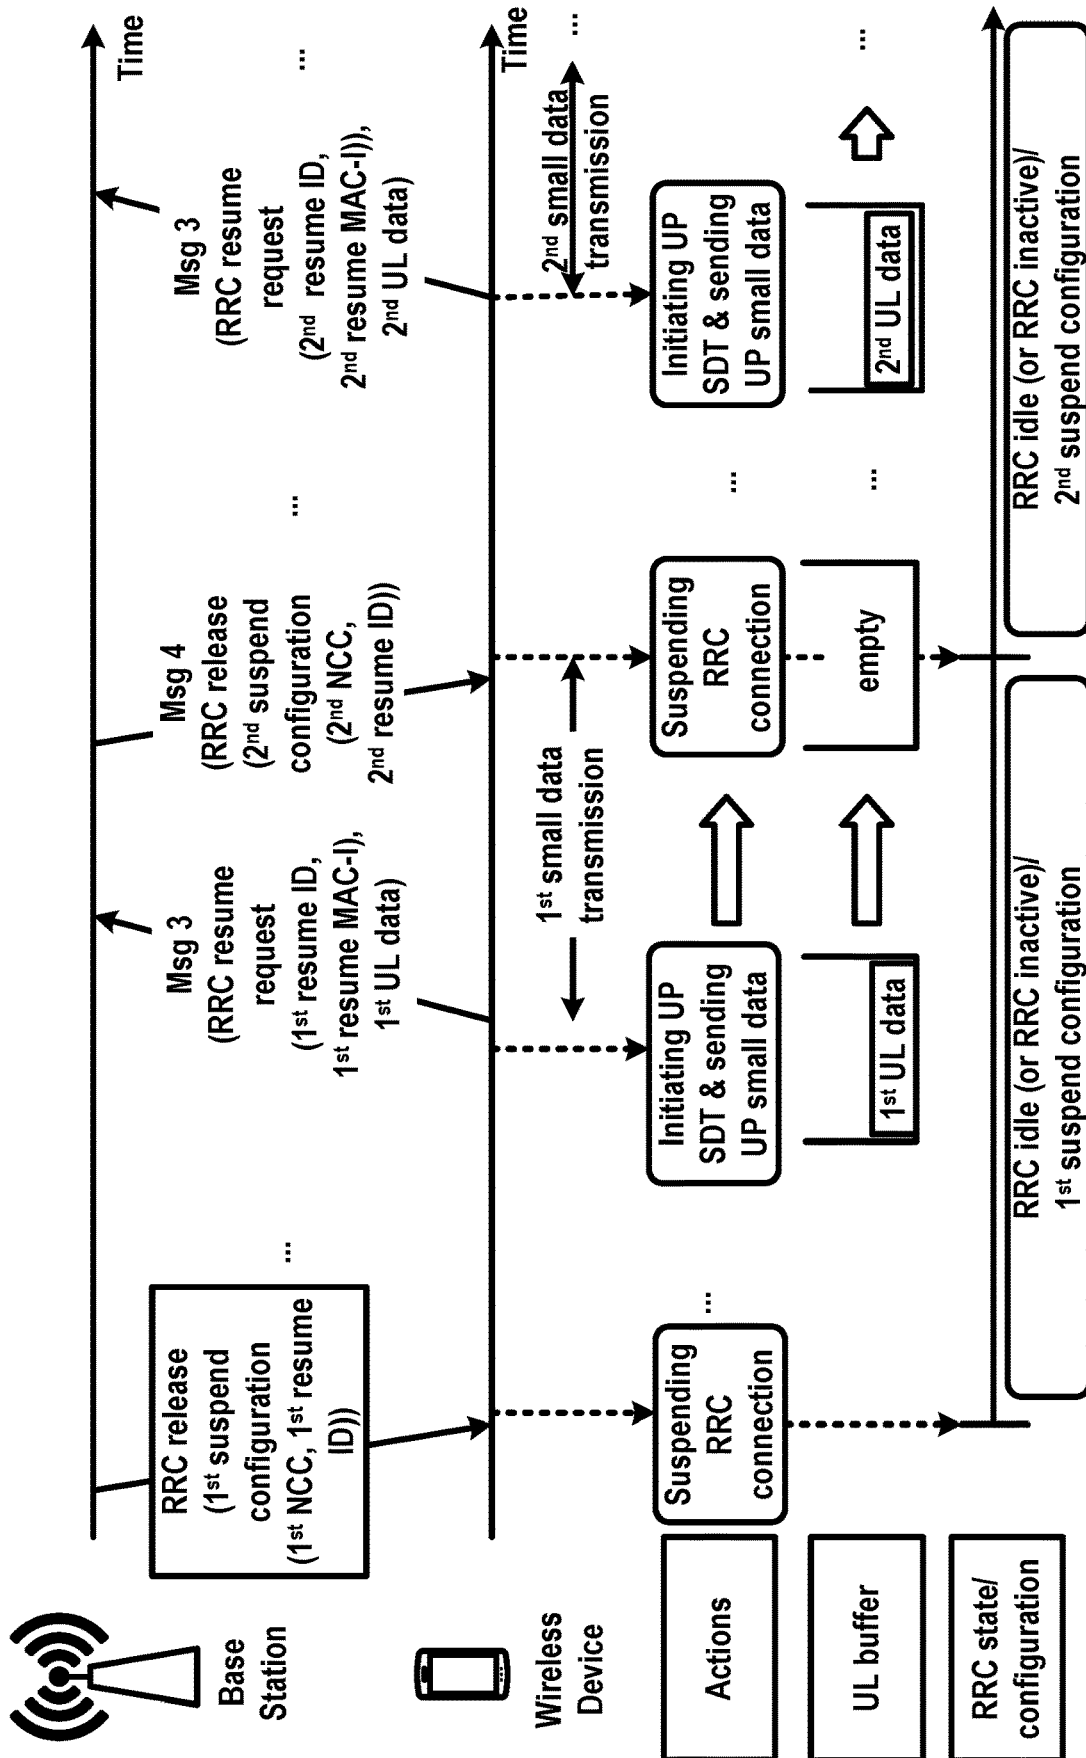 Base
Station
RRC release
(1st suspend
configuration
(1st NCC, 1st resume
ID))
...
Msg 3
(RRC resume
request
(1st resume ID,
1st resume MAC-I),
1st UL data)
Msg 4
(RRC release
(2nd suspend
configuration
(2nd NCC,
2nd resume ID))
...
Msg 3
(RRC resume
request
(2nd resume ID,
2nd resume MAC-I)),
2nd UL data)
...
Time
Wireless
Device
1st small data
transmission
2nd small data
transmission
...
Time
Actions
Suspending
RRC
connection
...
Initiating UP
SDT & sending
UP small data
Suspending
RRC
connection
...
Initiating UP
SDT & sending
UP small data
UL buffer
1st UL data
empty
...
2nd UL data
...
RRC state/
configuration
RRC idle (or RRC inactive)/
1st suspend configuration
RRC idle (or RRC inactive)/
2nd suspend configuration